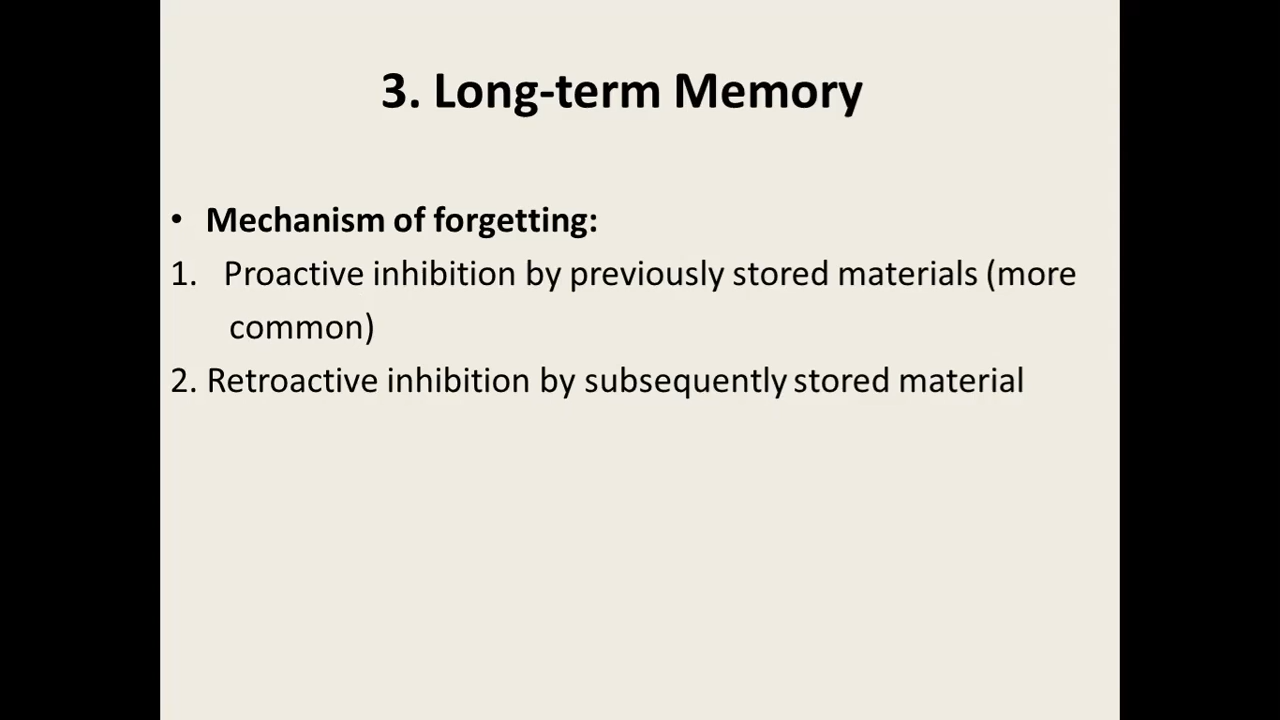 3. Long-term Memory
• Mechanism of forgetting:
1. Proactive inhibition by previously stored materials (more
common)
2. Retroactive inhibition by subsequently stored material